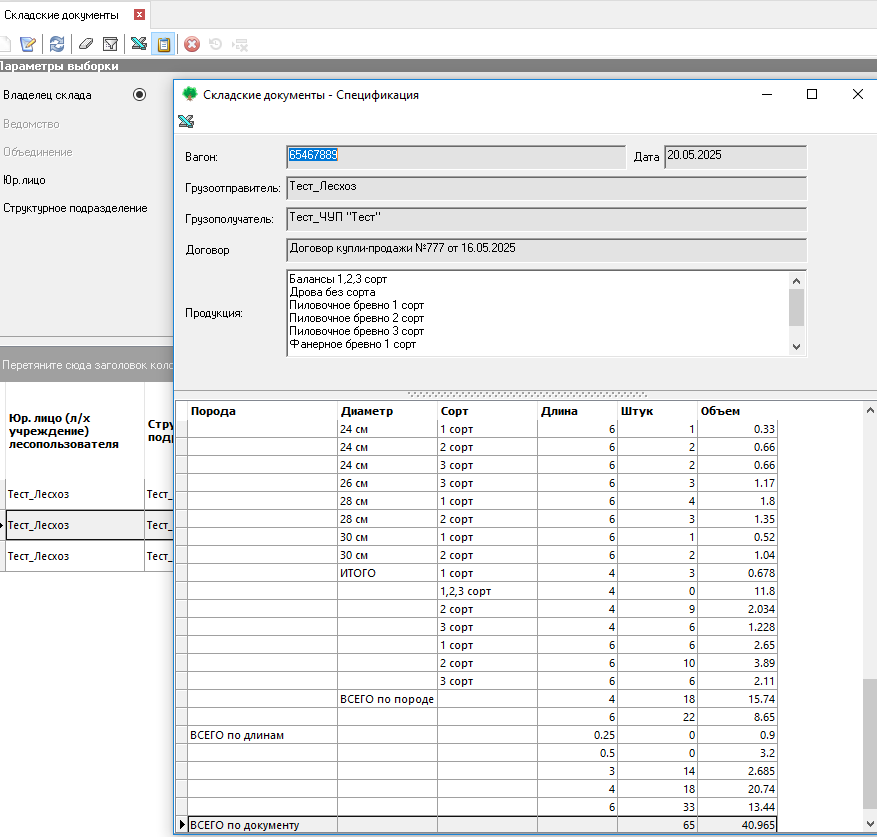 Складские документы
Параметры выборки
Владелец склада
Ведомство
Объединение
Юр.лицо
Структурное подразделение
Перетяните сюда заголовок коло
Юр. лицо (л/х
учреждение)
лесопользователя
Стру
подр
Тест_Лесхоз Тест_
Тест_Лесхоз Тест_
Тест_Лесхоз Тест_
Складские документы - Спецификация
Вагон: 65467889 Дата 20.05.2025
Грузоотправитель: Тест_Лесхоз
Грузополучатель: Тест_ЧУП "Тест"
Договор Договор купли-продажи №777 от 16.05.2025
Продукция:
Балансы 1,2,3 сорт
Дрова без сорта
Пиловочное бревно 1 сорт
Пиловочное бревно 2 сорт
Пиловочное бревно 3 сорт
Фанерное бревно 1 сорт
Порода Диаметр Сорт Длина Штук Объем
24 см 1 сорт 6 1 0.33
24 см 2 сорт 6 2 0.66
24 см 3 сорт 6 2 0.66
26 см 3 сорт 6 3 1.17
28 см 1 сорт 6 4 1.8
28 см 2 сорт 6 3 1.35
30 см 1 сорт 6 1 0.52
30 см 2 сорт 6 2 1.04
ИТОГО 1 сорт 4 3 0.678
1,2,3 сорт 4 0 11.8
2 сорт 4 9 2.034
3 сорт 4 6 1.228
1 сорт 6 6 2.65
2 сорт 6 10 3.89
3 сорт 6 6 2.11
ВСЕГО по породе 4 18 15.74
6 22 8.65
ВСЕГО по длинам 0.25 0 0.9
0.5 0 3.2
3 14 2.685
4 18 20.74
6 33 13.44
ВСЕГО по документу 65 40.965